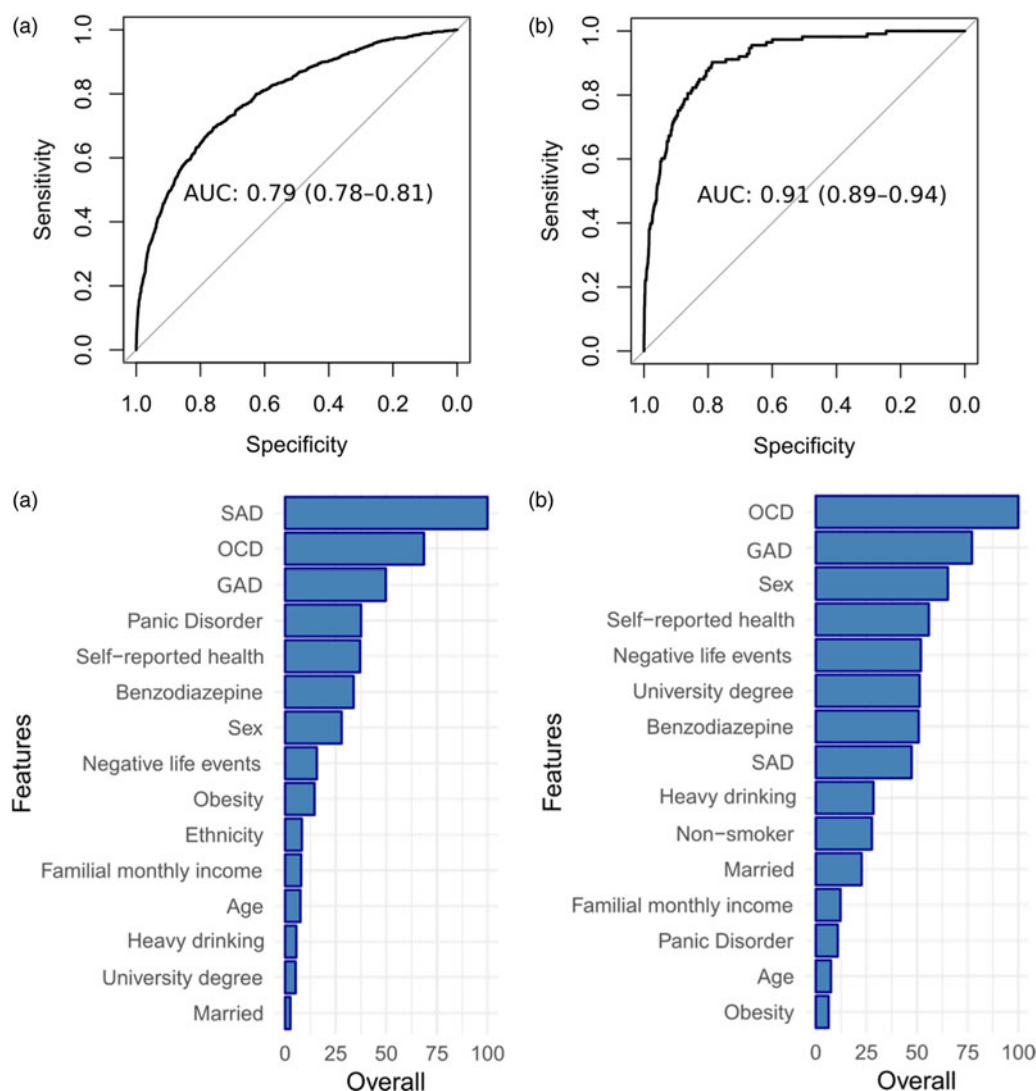 (a)
1.0
0.8
0.6
0.4
0.2
0.0
Sensitivity
AUC: 0.79 (0.78–0.81)
1.0 0.8 0.6 0.4 0.2 0.0
Specificity
(b)
1.0
0.8
0.6
0.4
0.2
0.0
Sensitivity
AUC: 0.91 (0.89–0.94)
1.0 0.8 0.6 0.4 0.2 0.0
Specificity
(a)
Features
SAD
OCD
GAD
Panic Disorder
Self−reported health
Benzodiazepine
Sex
Negative life events
Obesity
Ethnicity
Familial monthly income
Age
Heavy drinking
University degree
Married
0 25 50 75 100
Overall
(b)
Features
OCD
GAD
Sex
Self−reported health
Negative life events
University degree
Benzodiazepine
SAD
Heavy drinking
Non−smoker
Married
Familial monthly income
Panic Disorder
Age
Obesity
0 25 50 75 100
Overall